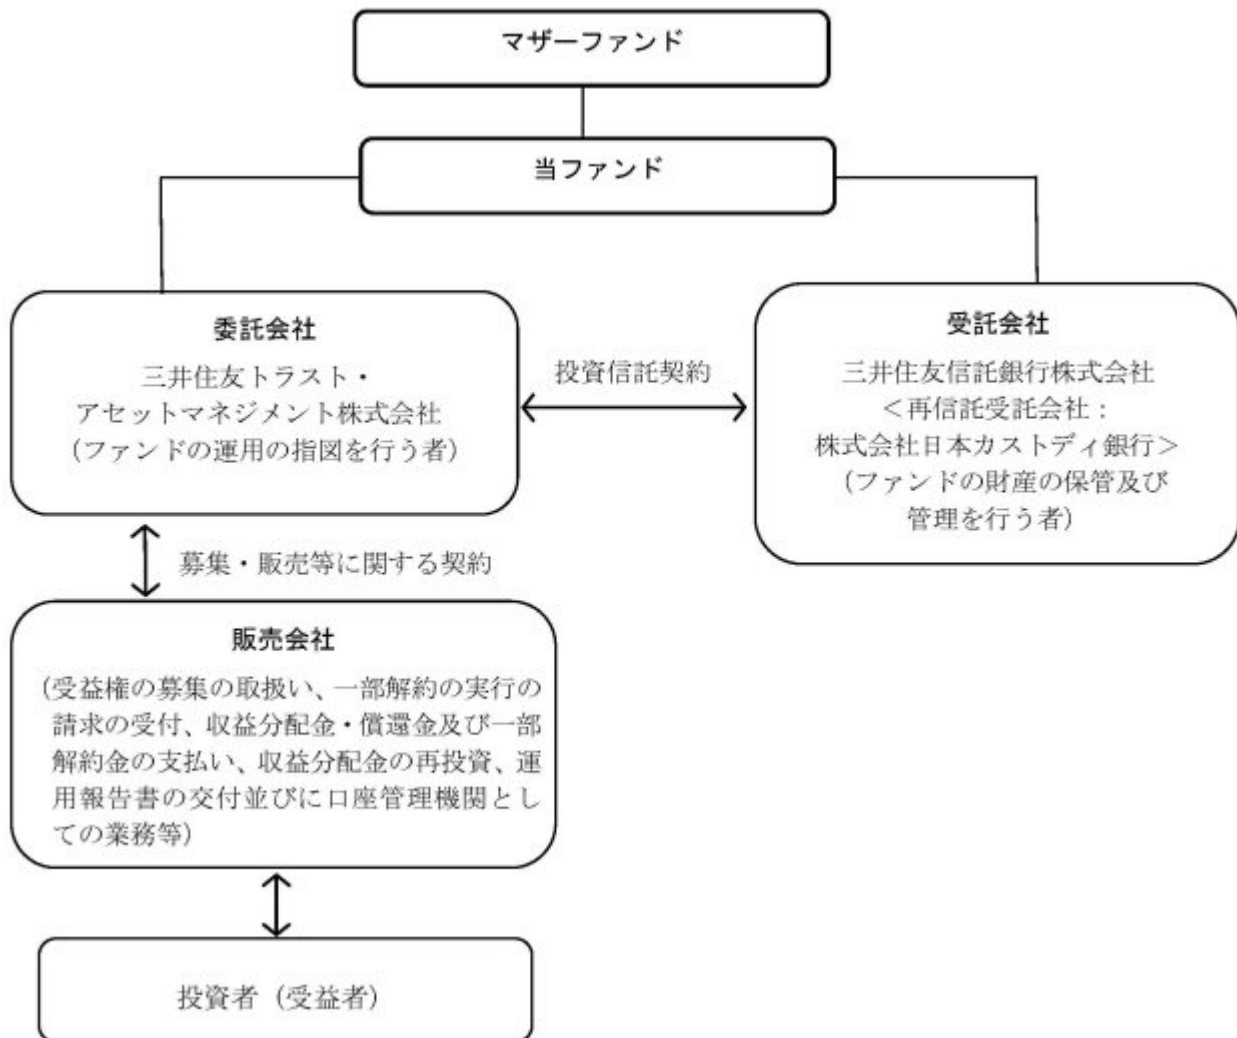 マザーファンド
当ファンド
委託会社
三井住友トラスト・
アセットマネジメント株式会社
（ファンドの運用の指図を行う者）
投資信託契約
受託会社
三井住友信託銀行株式会社
＜再信託受託会社：
株式会社日本カストディ銀行＞
（ファンドの財産の保管及び
管理を行う者）
募集・販売等に関する契約
販売会社
（受益権の募集の取扱い、一部解約の実行の
請求の受付、収益分配金・償還金及び一部
解約金の支払い、収益分配金の再投資、運
用報告書の交付並びに口座管理機関とし
ての業務等）
投資者（受益者）